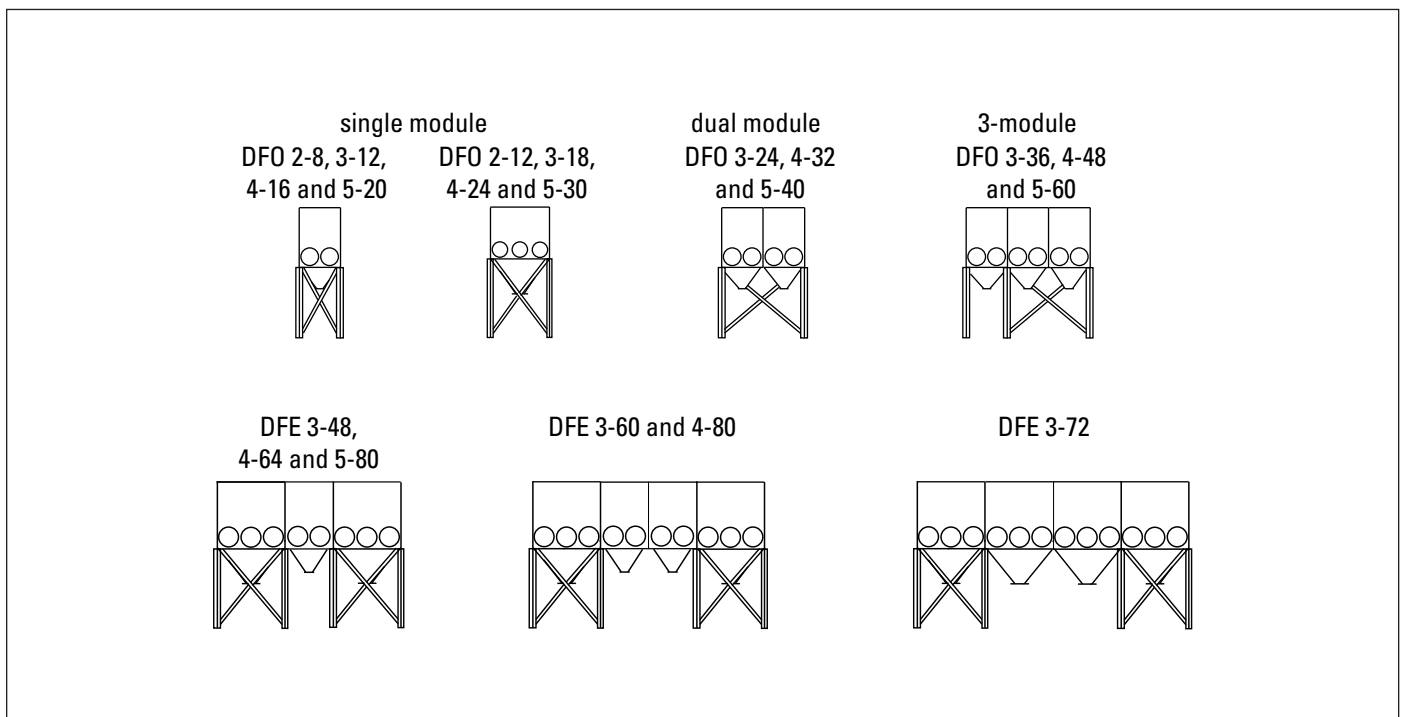 single module
DFO 2-8, 3-12,
4-16 and 5-20
DFO 2-12, 3-18,
4-24 and 5-30
dual module
DFO 3-24, 4-32
and 5-40
3-module
DFO 3-36, 4-48
and 5-60
DFE 3-48,
4-64 and 5-80
DFE 3-60 and 4-80
DFE 3-72